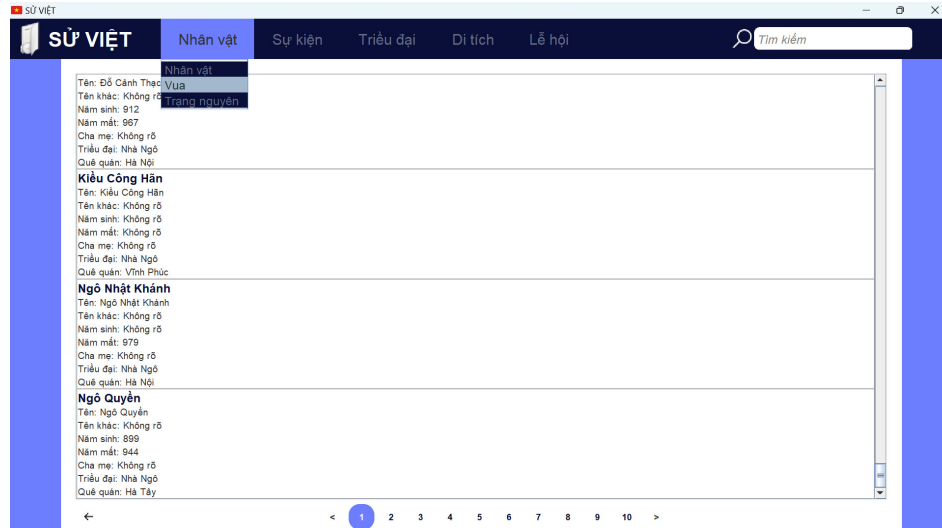 SỬ VIỆT
SỬ VIỆT
Nhân vật
Sự kiện
Triều đại
Di tích
Lễ hội
Tìm kiếm
Nhân vật
Vua
Trạng nguyên
Tên: Đỗ Cảnh Thạc
Tên khác: Không rõ
Năm sinh: 912
Năm mất: 967
Cha mẹ: Không rõ
Triều đại: Nhà Ngô
Quê quán: Hà Nội
Kiều Công Hãn
Tên: Kiều Công Hãn
Tên khác: Không rõ
Năm sinh: Không rõ
Năm mất: Không rõ
Cha mẹ: Không rõ
Triều đại: Nhà Ngô
Quê quán: Vĩnh Phúc
Ngô Nhật Khánh
Tên: Ngô Nhật Khánh
Tên khác: Không rõ
Năm sinh: Không rõ
Năm mất: 979
Cha mẹ: Không rõ
Triều đại: Nhà Ngô
Quê quán: Hà Nội
Ngô Quyền
Tên: Ngô Quyền
Tên khác: Không rõ
Năm sinh: 899
Năm mất: 944
Cha mẹ: Không rõ
Triều đại: Nhà Ngô
Quê quán: Hà Tây
< 1 2 3 4 5 6 7 8 9 10 >